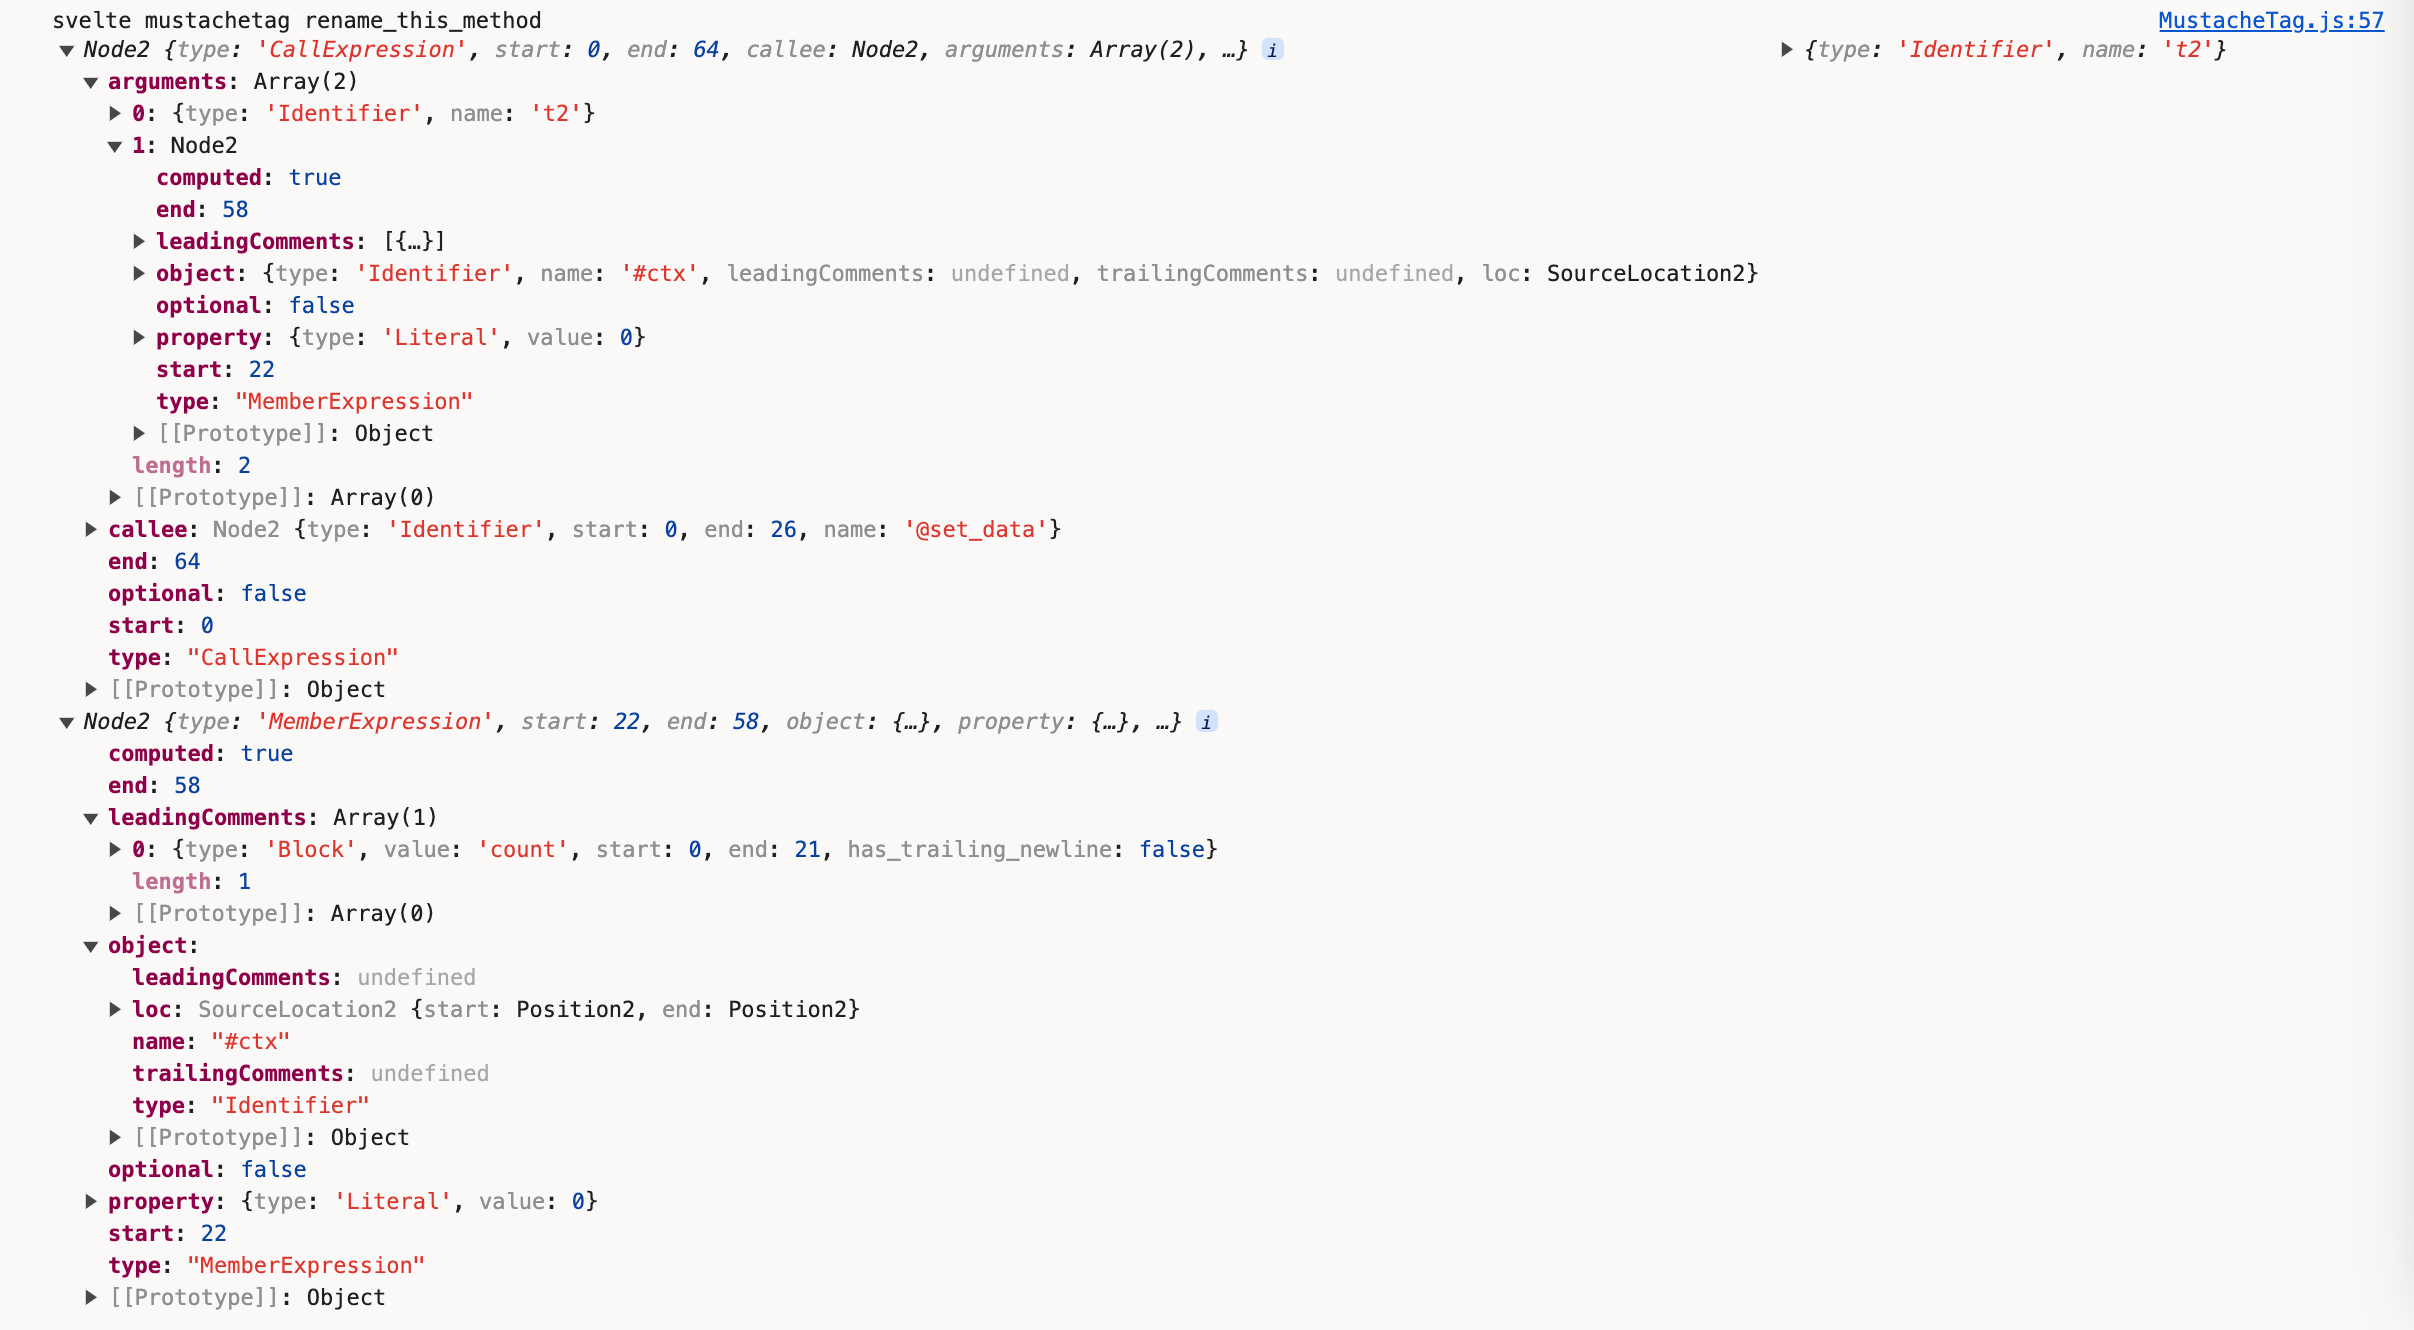 svelte mustachetag rename_this_method MustacheTag.js:57
▼ Node2 {type: 'CallExpression', start: 0, end: 64, callee: Node2, arguments: Array(2), …} i ▶ {type: 'Identifier', name: 't2'}
▼ arguments: Array(2)
▶ 0: {type: 'Identifier', name: 't2'}
▼ 1: Node2
computed: true
end: 58
▶ leadingComments: [{…}]
▶ object: {type: 'Identifier', name: '#ctx', leadingComments: undefined, trailingComments: undefined, loc: SourceLocation2}
optional: false
▶ property: {type: 'Literal', value: 0}
start: 22
type: "MemberExpression"
▶ [[Prototype]]: Object
length: 2
▶ [[Prototype]]: Array(0)
▶ callee: Node2 {type: 'Identifier', start: 0, end: 26, name: '@set_data'}
end: 64
optional: false
start: 0
type: "CallExpression"
▶ [[Prototype]]: Object
▼ Node2 {type: 'MemberExpression', start: 22, end: 58, object: {…}, property: {…}, …} i
computed: true
end: 58
▼ leadingComments: Array(1)
▶ 0: {type: 'Block', value: 'count', start: 0, end: 21, has_trailing_newline: false}
length: 1
▶ [[Prototype]]: Array(0)
▼ object:
leadingComments: undefined
▶ loc: SourceLocation2 {start: Position2, end: Position2}
name: "#ctx"
trailingComments: undefined
type: "Identifier"
▶ [[Prototype]]: Object
optional: false
▶ property: {type: 'Literal', value: 0}
start: 22
type: "MemberExpression"
▶ [[Prototype]]: Object